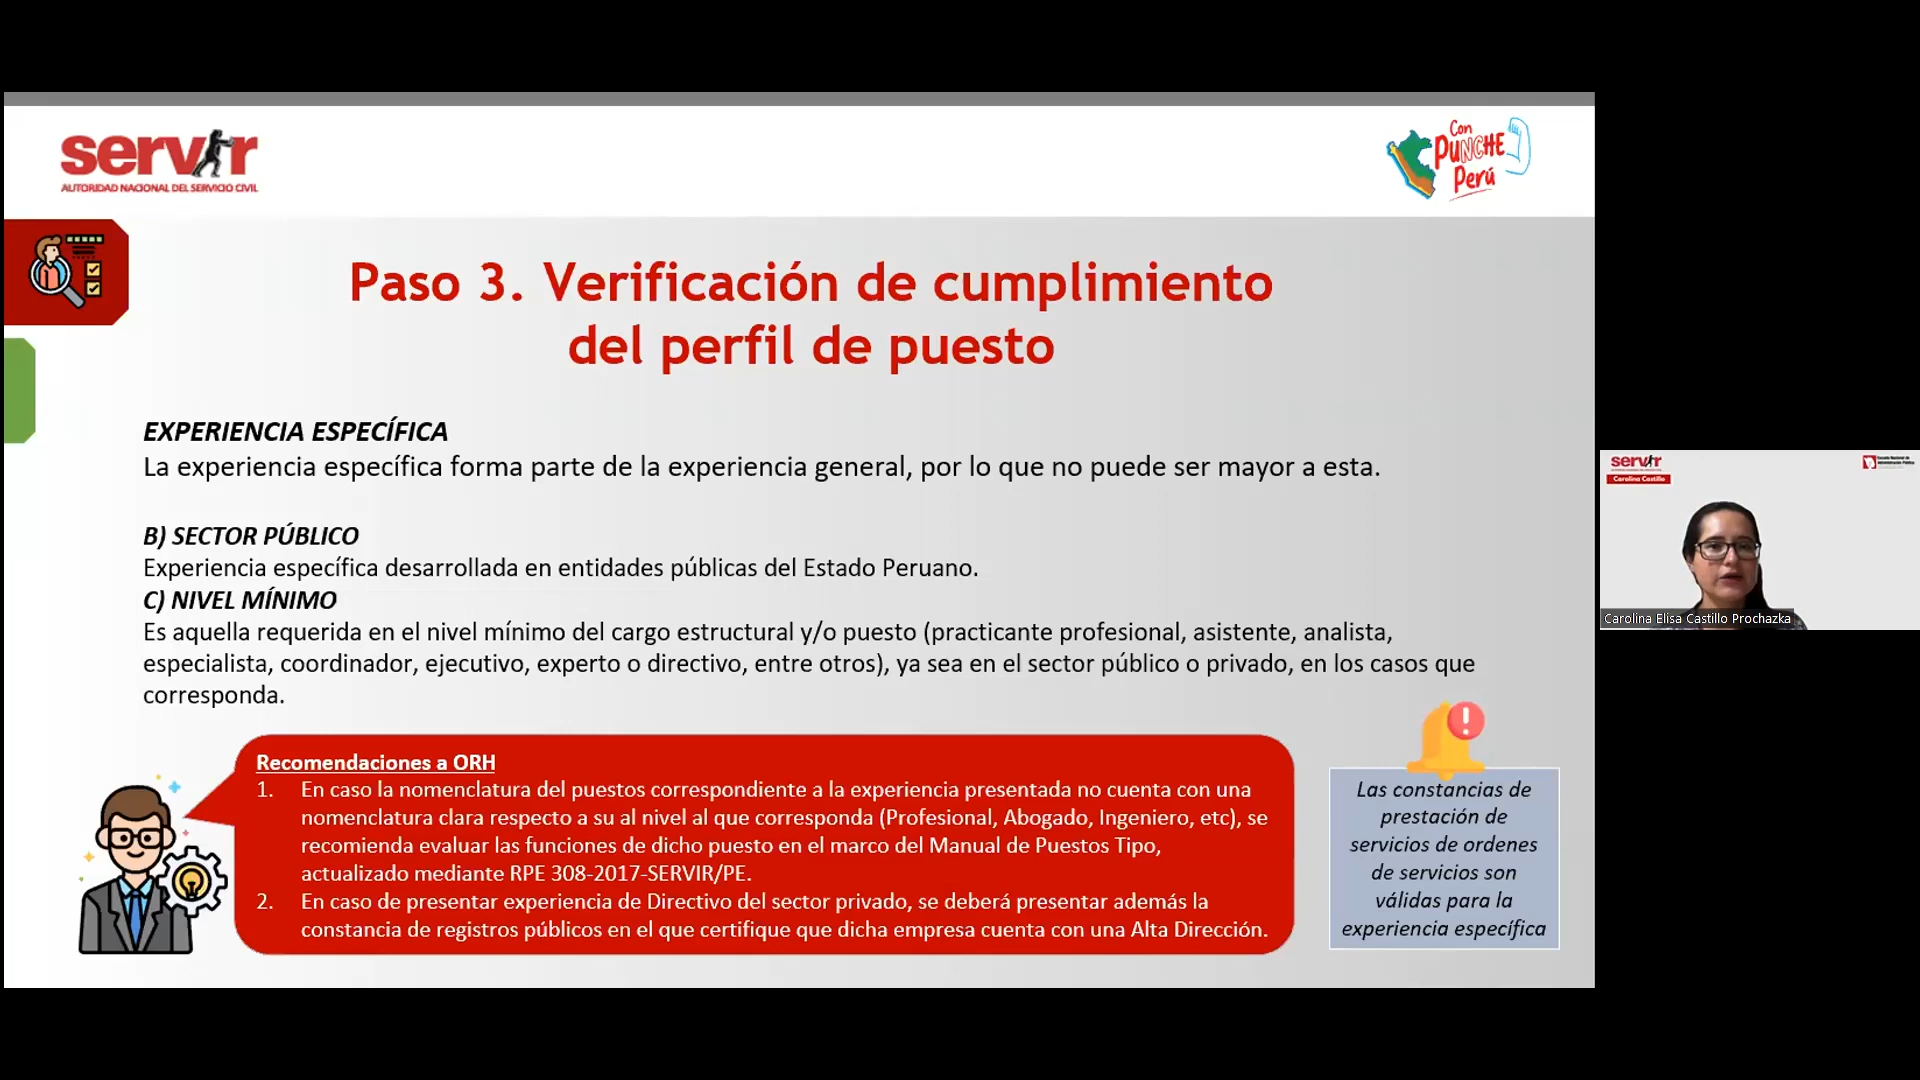 servir
AUTORIDAD NACIONAL DEL SERVICIO CIVIL
Con
PUNCHE
Perú
Paso 3. Verificación de cumplimiento
del perfil de puesto
EXPERIENCIA ESPECÍFICA
La experiencia específica forma parte de la experiencia general, por lo que no puede ser mayor a esta.
B) SECTOR PÚBLICO
Experiencia específica desarrollada en entidades públicas del Estado Peruano.
C) NIVEL MÍNIMO
Es aquella requerida en el nivel mínimo del cargo estructural y/o puesto (practicante profesional, asistente, analista,
especialista, coordinador, ejecutivo, experto o directivo, entre otros), ya sea en el sector público o privado, en los casos que
corresponda.
Recomendaciones a ORH
1. En caso la nomenclatura del puestos correspondiente a la experiencia presentada no cuenta con una
nomenclatura clara respecto a su al nivel al que corresponda (Profesional, Abogado, Ingeniero, etc), se
recomienda evaluar las funciones de dicho puesto en el marco del Manual de Puestos Tipo,
actualizado mediante RPE 308-2017-SERVIR/PE.
2. En caso de presentar experiencia de Directivo del sector privado, se deberá presentar además la
constancia de registros públicos en el que certifique que dicha empresa cuenta con una Alta Dirección.
Las constancias de
prestación de
servicios de ordenes
de servicios son
válidas para la
experiencia específica
servir
Carolina Castillo
Escuela Nacional de
Administración Pública
Carolina Elisa Castillo Prochazka